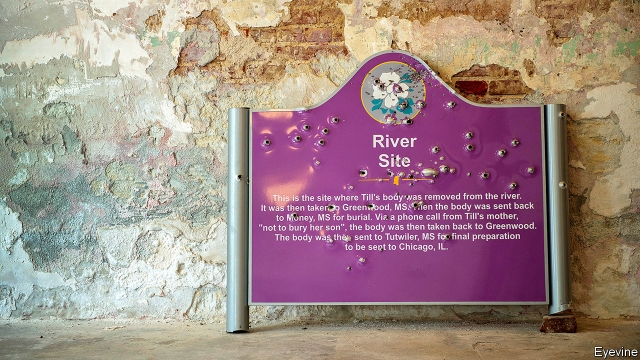 River
Site
This is the site where Till's body was removed from the river.
It was then taken to Greenwood, MS. Then the body was sent back
to Money, MS for burial. Via a phone call from Till's mother,
"not to bury her son", the body was then taken back to Greenwood.
The body was then sent to Tutwiler, MS for final preparation
to be sent to Chicago, IL.
Eyevine